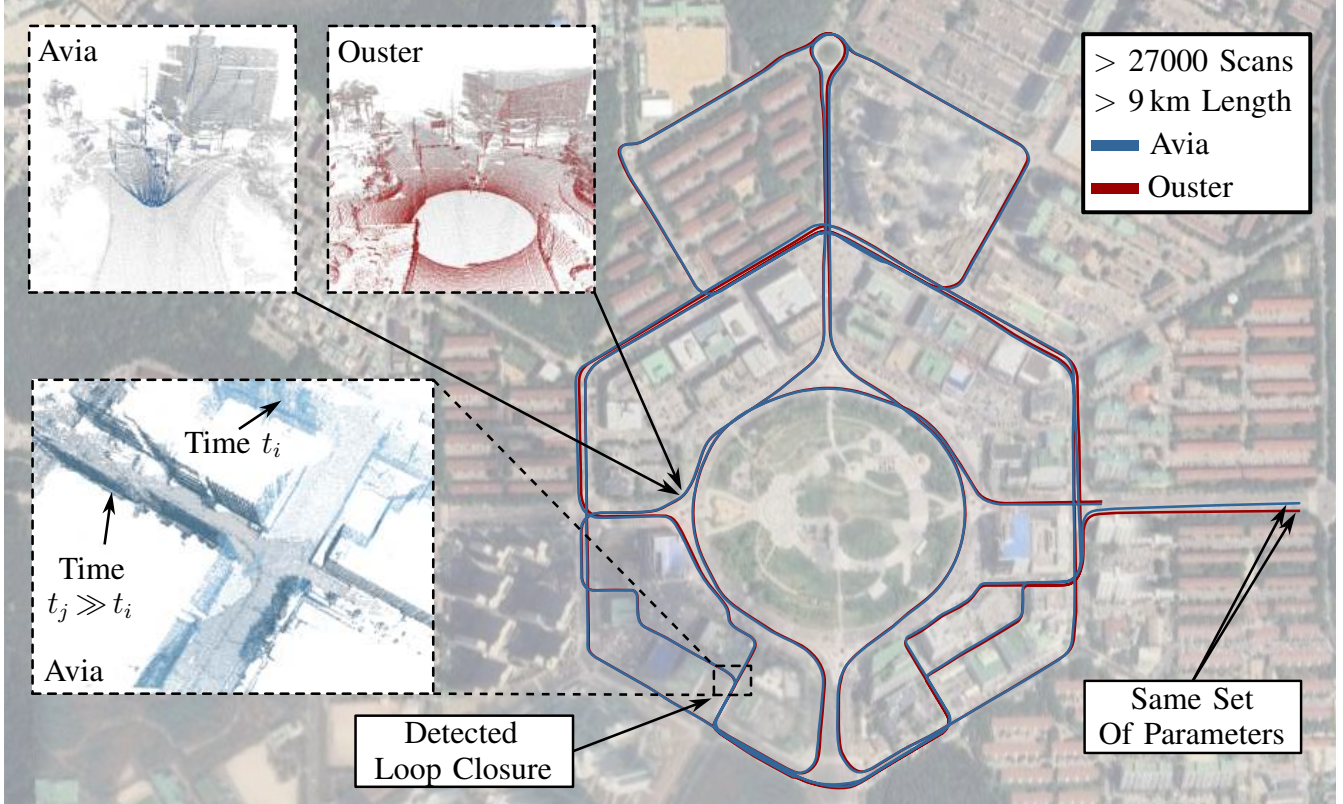 Avia
Ouster
> 27000 Scans
> 9 km Length
Avia
Ouster
Time t_i
Time
t_j ≫ t_i
Avia
Detected
Loop Closure
Same Set
Of Parameters